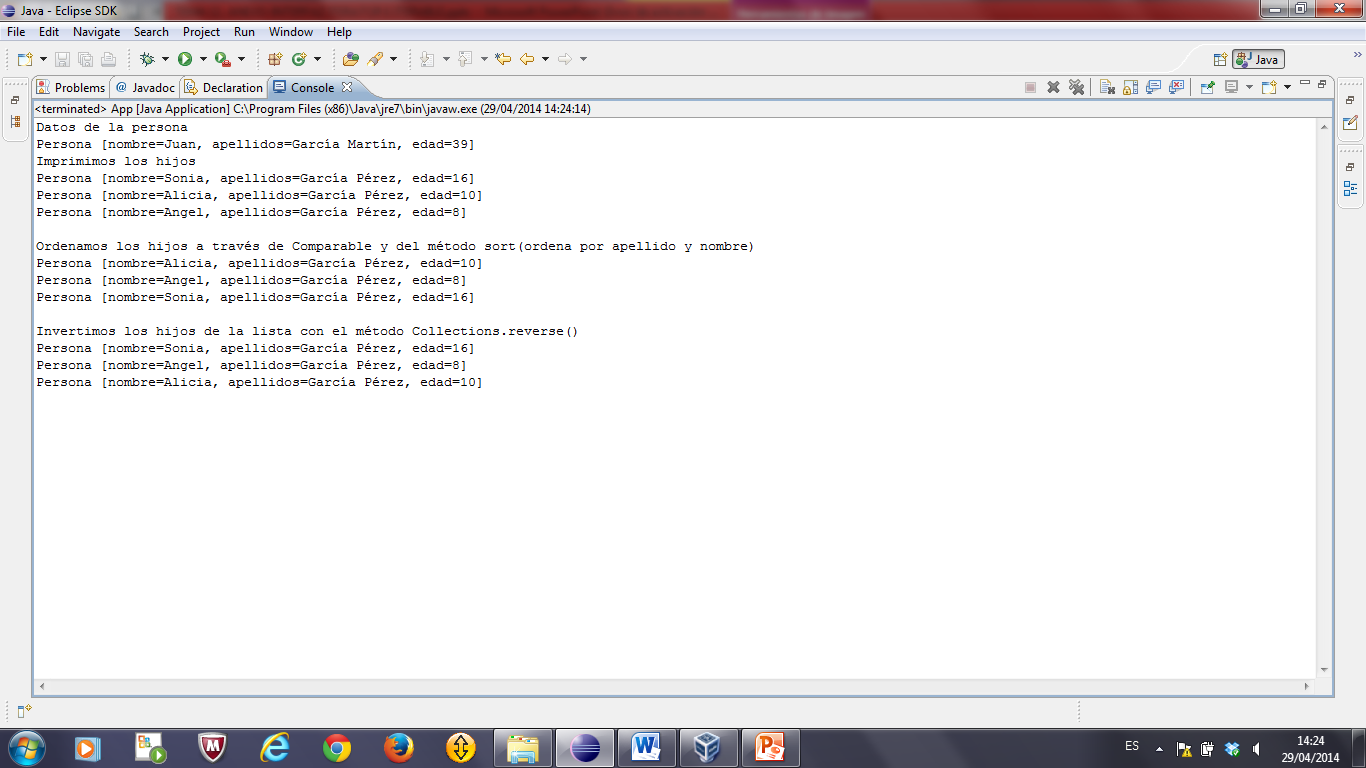 Java - Eclipse SDK
File Edit Navigate Search Project Run Window Help
Java
Problems @ Javadoc Declaration Console
<terminated> App [Java Application] C:\Program Files (x86)\Java\jre7\bin\javaw.exe (29/04/2014 14:24:14)
Datos de la persona
Persona [nombre=Juan, apellidos=García Martín, edad=39]
Imprimimos los hijos
Persona [nombre=Sonia, apellidos=García Pérez, edad=16]
Persona [nombre=Alicia, apellidos=García Pérez, edad=10]
Persona [nombre=Angel, apellidos=García Pérez, edad=8]
Ordenamos los hijos a través de Comparable y del método sort(ordena por apellido y nombre)
Persona [nombre=Alicia, apellidos=García Pérez, edad=10]
Persona [nombre=Angel, apellidos=García Pérez, edad=8]
Persona [nombre=Sonia, apellidos=García Pérez, edad=16]
Invertimos los hijos de la lista con el método Collections.reverse()
Persona [nombre=Sonia, apellidos=García Pérez, edad=16]
Persona [nombre=Angel, apellidos=García Pérez, edad=8]
Persona [nombre=Alicia, apellidos=García Pérez, edad=10]
ES
14:24
29/04/2014